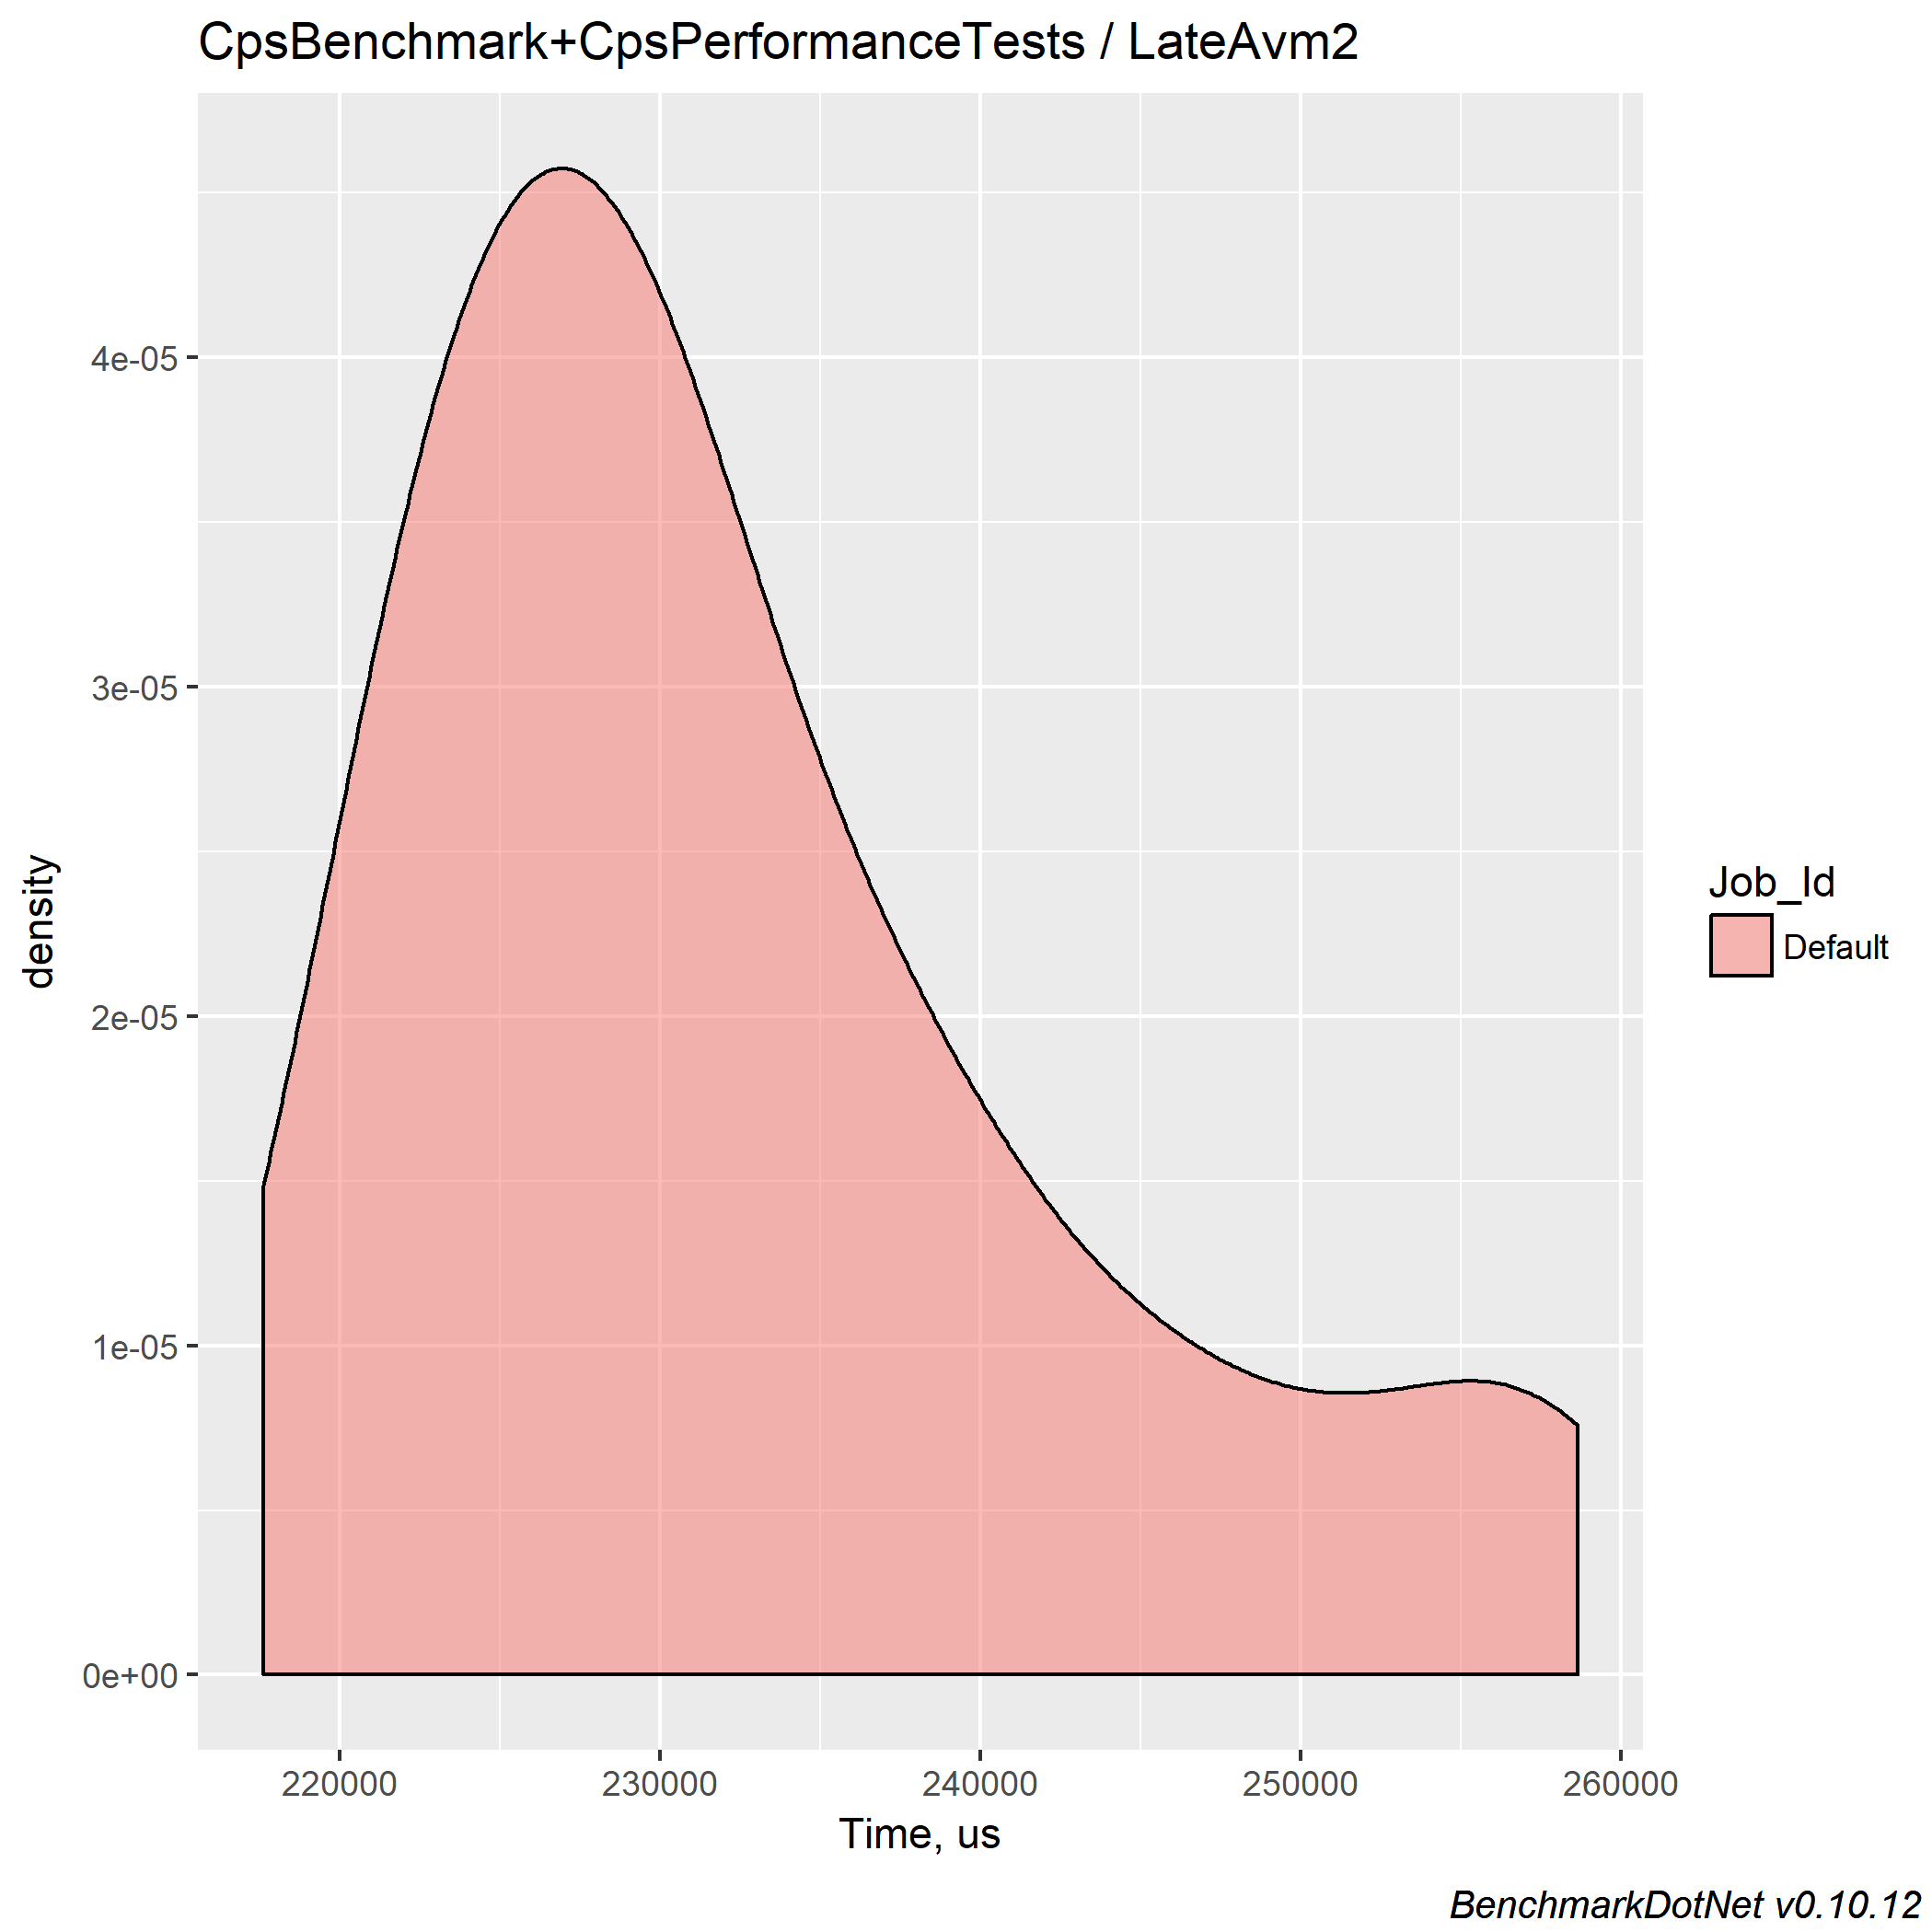 CpsBenchmark+CpsPerformanceTests / LateAvm2
density
4e-05
3e-05
2e-05
1e-05
0e+00
220000 230000 240000 250000 260000
Time, us
Job_Id
Default
BenchmarkDotNet v0.10.12